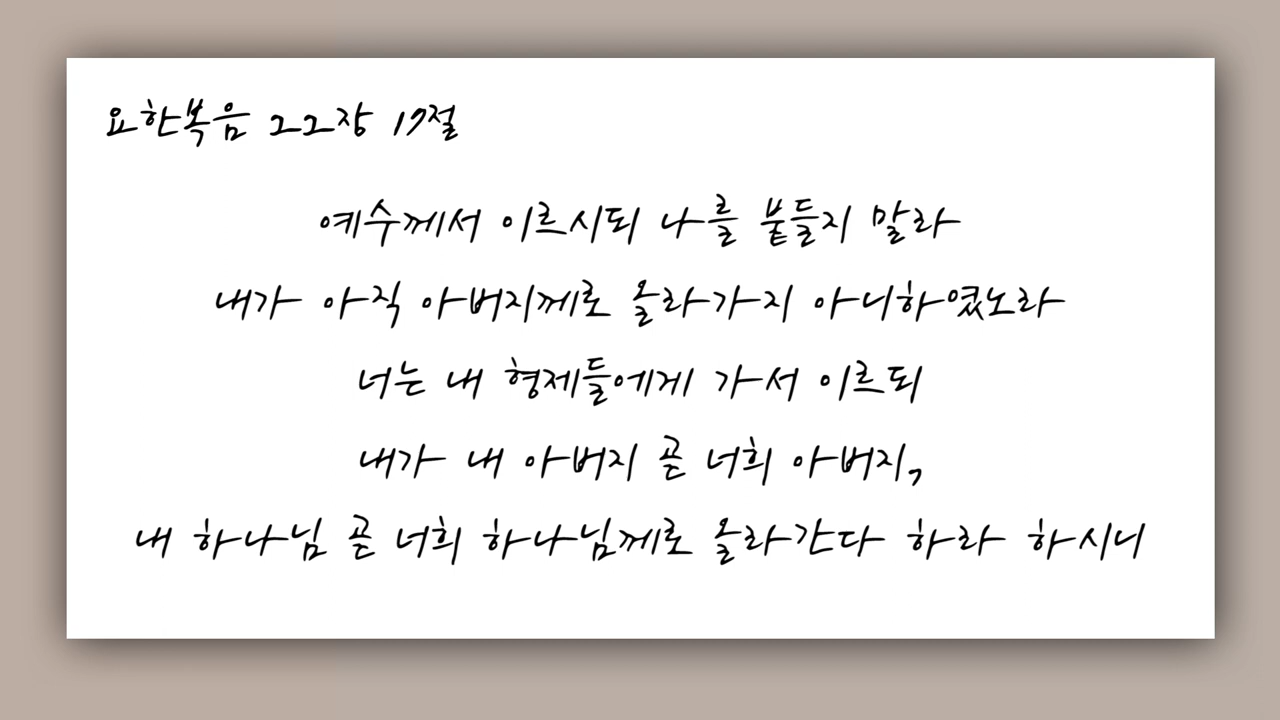 요한복음 22장 17절
예수께서 이르시되 나를 붙들지 말라
내가 아직 아버지께로 올라가지 아니하였노라
너는 내 형제들에게 가서 이르되
내가 내 아버지 곧 너희 아버지,
내 하나님 곧 너희 하나님께로 올라간다 하라 하시니